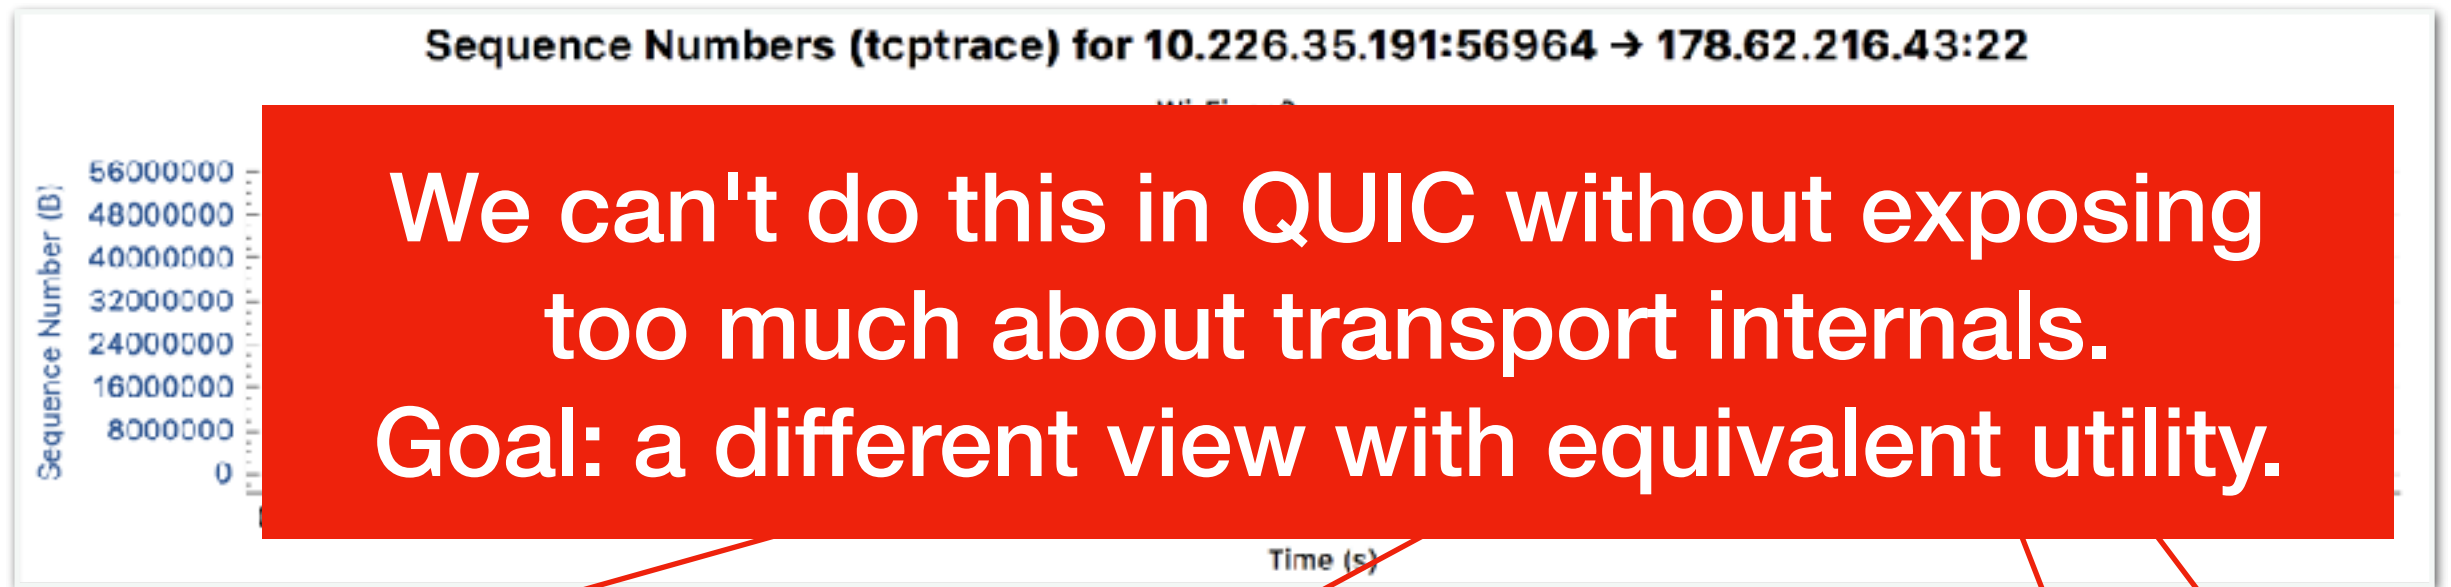 Sequence Numbers (tcptrace) for 10.226.35.191:56964 → 178.62.216.43:22
We can't do this in QUIC without exposing
too much about transport internals.
Goal: a different view with equivalent utility.
Sequence Number (B)
56000000
48000000
40000000
32000000
24000000
16000000
8000000
0
Time (s)